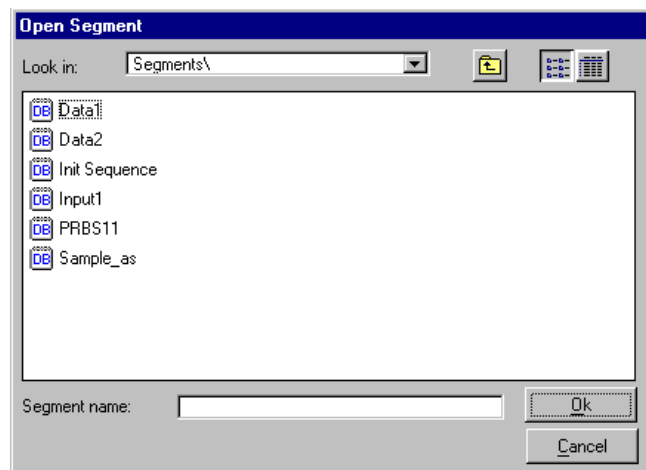 Open Segment
Look in: Segments\
DB Data1
DB Data2
DB Init Sequence
DB Input1
DB PRBS11
DB Sample_as
Segment name: Ok
Cancel